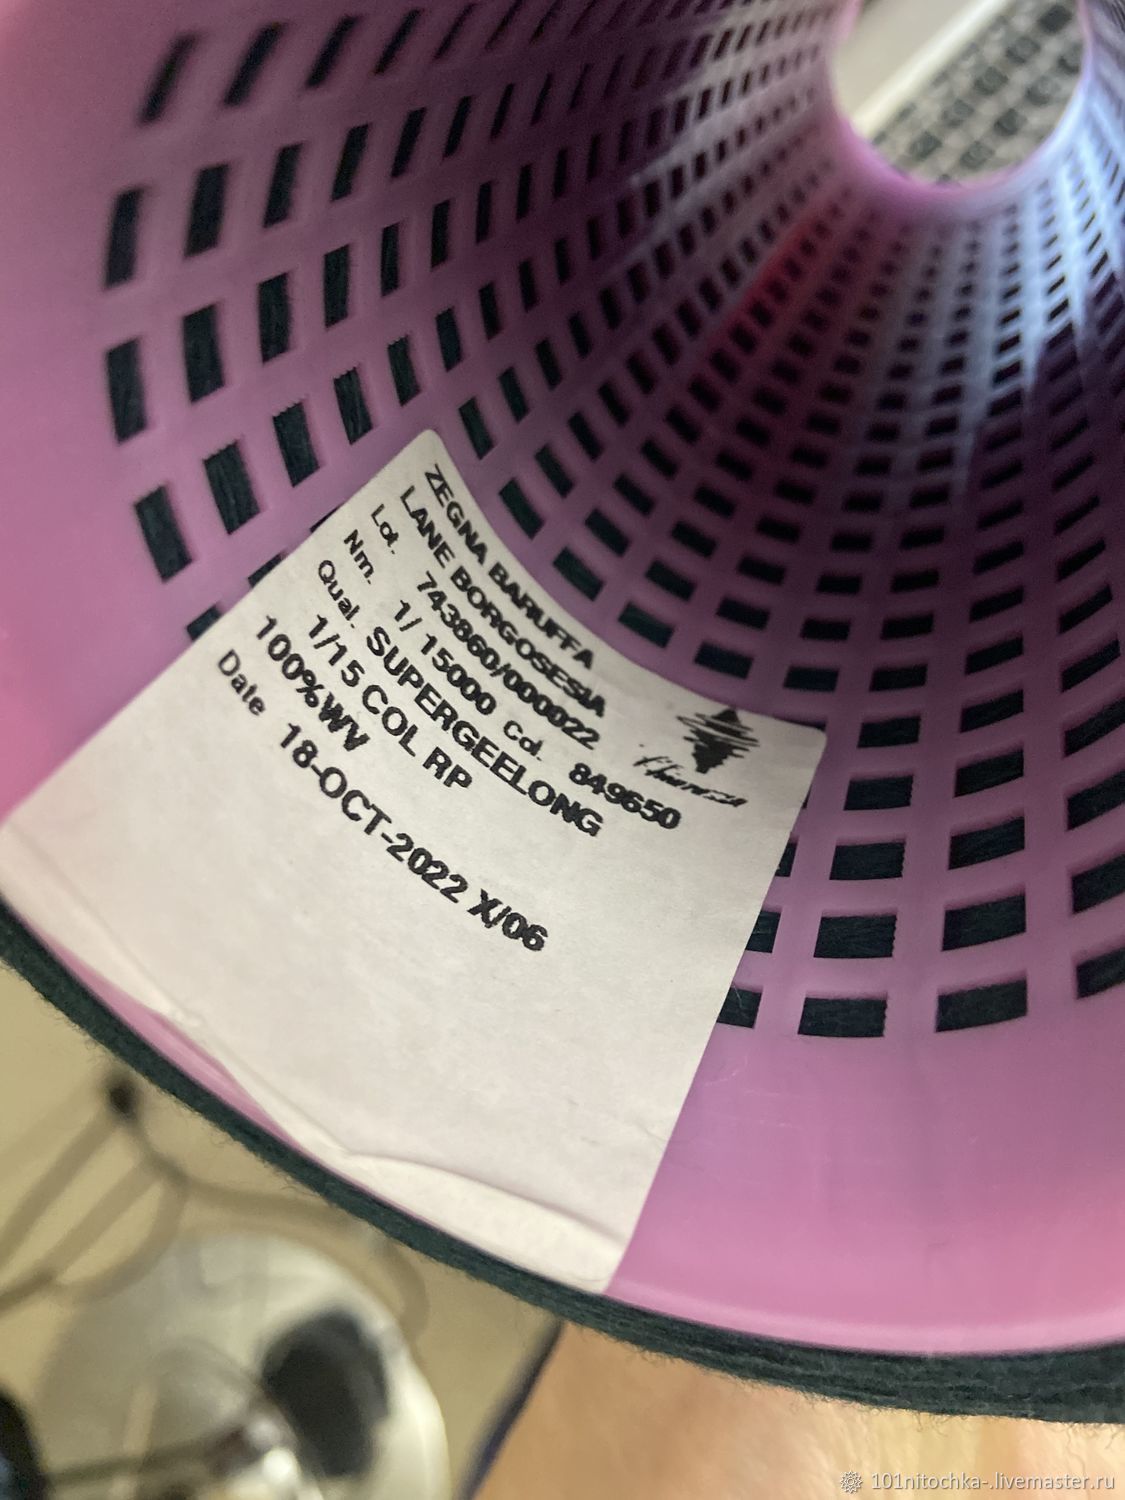 ZEGNA BARUFFA
LANE BORGOSESIA
Lot. 743860/000022
Nm. 1/ 15000 Col. 849650
Qual. SUPERGEELONG
1/15 COL RP
100%WV
Date 18-OCT-2022 X/06
101nitochka-.livemaster.ru